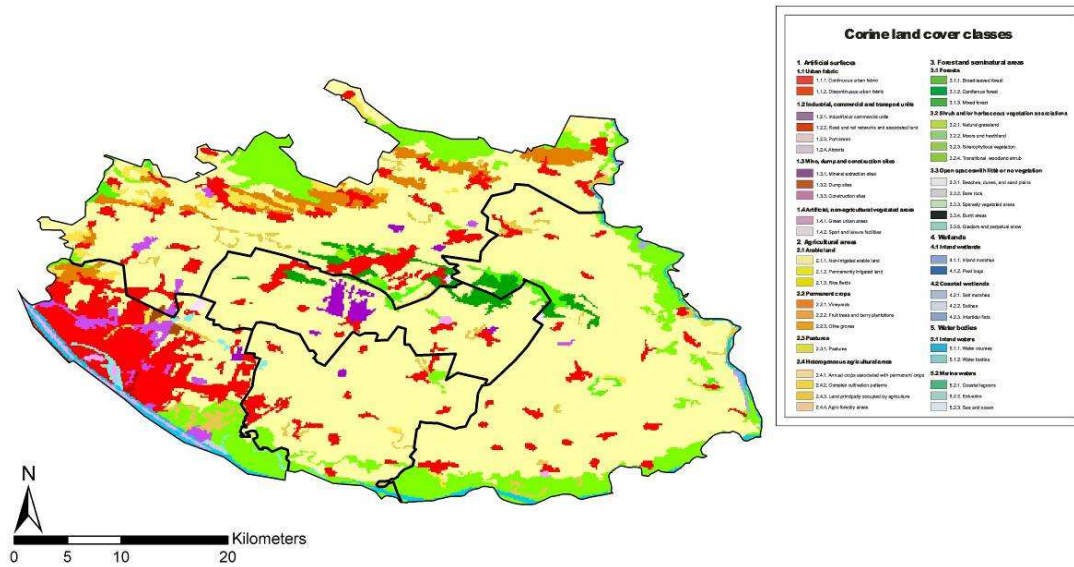 Corine land cover classes
1. Artificial surfaces
1.1 Urban fabric
1.1.1. Continuous urban fabric
1.1.2. Discontinuous urban fabric
1.2 Industrial, commercial and transport units
1.2.1. Industrial or commercial units
1.2.2. Road and rail networks and associated land
1.2.3. Port areas
1.2.4. Airports
1.3 Mine, dump and construction sites
1.3.1. Mineral extraction sites
1.3.2. Dump sites
1.3.3. Construction sites
1.4 Artificial, non-agricultural vegetated areas
1.4.1. Green urban areas
1.4.2. Sport and leisure facilities
2. Agricultural areas
2.1 Arable land
2.1.1. Non-irrigated arable land
2.1.2. Permanently irrigated land
2.1.3. Rice fields
2.2 Permanent crops
2.2.1. Vineyards
2.2.2. Fruit trees and berry plantations
2.2.3. Olive groves
2.3 Pastures
2.3.1. Pastures
2.4 Heterogeneous agricultural areas
2.4.1. Annual crops associated with permanent crops
2.4.2. Complex cultivation patterns
2.4.3. Land principally occupied by agriculture
2.4.4. Agro-forestry areas
3. Forest and seminatural areas
3.1 Forests
3.1.1. Broad-leaved forest
3.1.2. Coniferous forest
3.1.3. Mixed forest
3.2 Shrub and/or herbaceous vegetation associations
3.2.1. Natural grassland
3.2.2. Moors and heathland
3.2.3. Sclerophyllous vegetation
3.2.4. Transitional woodland shrub
3.3 Open spaces with little or no vegetation
3.3.1. Beaches, dunes, and sand plains
3.3.2. Bare rock
3.3.3. Sparsely vegetated areas
3.3.4. Burnt areas
3.3.5. Glaciers and perpetual snow
4. Wetlands
4.1 Inland wetlands
4.1.1. Inland marshes
4.1.2. Peat bogs
4.2 Coastal wetlands
4.2.1. Salt marshes
4.2.2. Salines
4.2.3. Intertidal flats
5. Water bodies
5.1 Inland waters
5.1.1. Water courses
5.1.2. Water bodies
5.2 Marine waters
5.2.1. Coastal lagoons
5.2.2. Estuaries
5.2.3. Sea and ocean
N
Kilometers
0 5 10 20